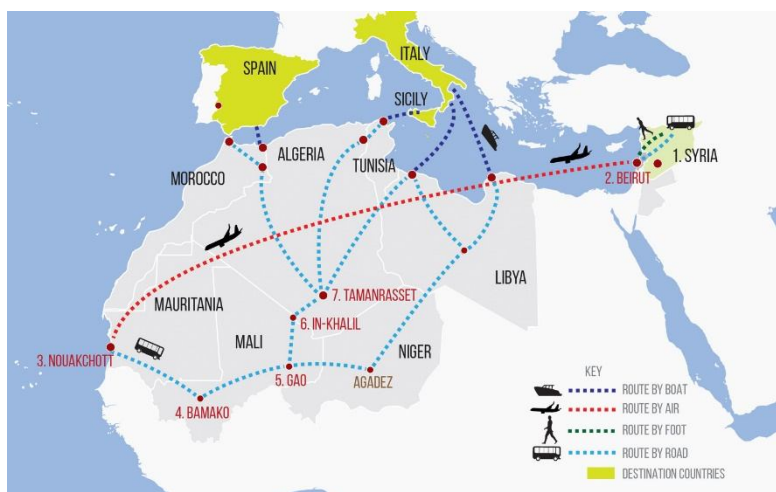 ITALY
SPAIN
SICILY
ALGERIA
TUNISIA
MOROCCO
1. SYRIA
2. BEIRUT
LIBYA
7. TAMANRASSET
MAURITANIA
6. IN-KHALIL
MALI
NIGER
3. NOUAKCHOTT
5. GAO
AGADEZ
4. BAMAKO
KEY
ROUTE BY BOAT
ROUTE BY AIR
ROUTE BY FOOT
ROUTE BY ROAD
DESTINATION COUNTRIES